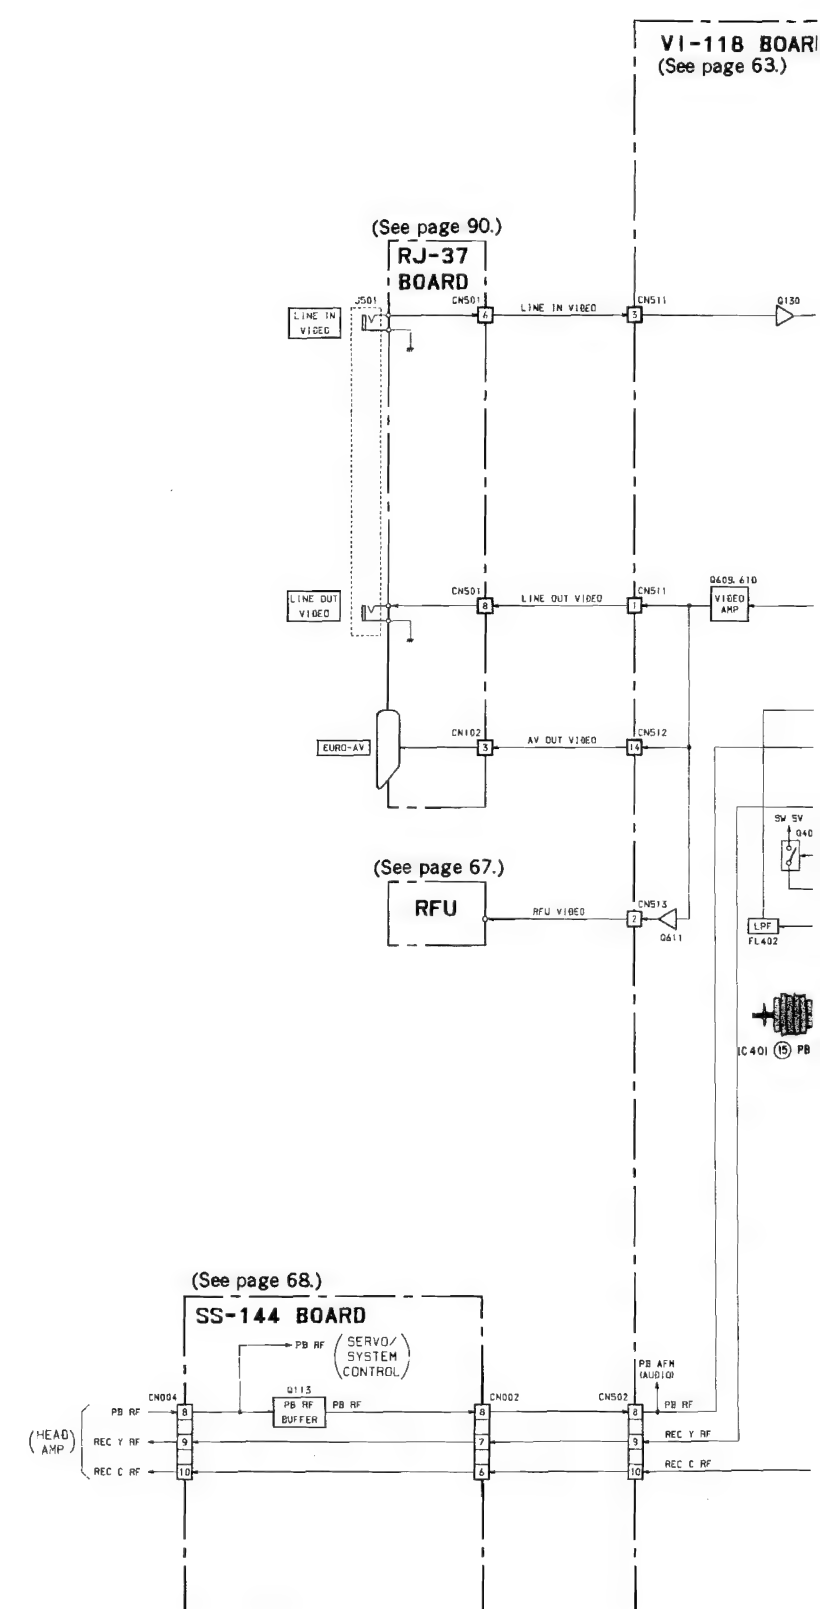 VI-118 BOAR
(See page 63.)
(See page 90.)
RJ-37
BOARD
J501
CN501
LINE IN
VIDEO
6
LINE IN VIDEO
CN511
3
Q130
LINE OUT
VIDEO
CN501
8
LINE OUT VIDEO
CN511
1
Q609, 610
VIDEO
AMP
EURO-AV
CN102
3
AV OUT VIDEO
CN512
14
SW 5V
Q40
(See page 67.)
RFU
RFU VIDEO
CN513
2
Q611
LPF
FL402
IC401 15 PB
(See page 68.)
SS-144 BOARD
PB RF
(SERVO/
SYSTEM
CONTROL)
PB AFM
(AUDIO)
CN004
Q113
CN002
CN502
PB RF
8
PB RF
BUFFER
PB RF
8
8
PB RF
(HEAD
AMP)
REC Y RF
9
7
9
REC Y RF
REC C RF
10
6
10
REC C RF